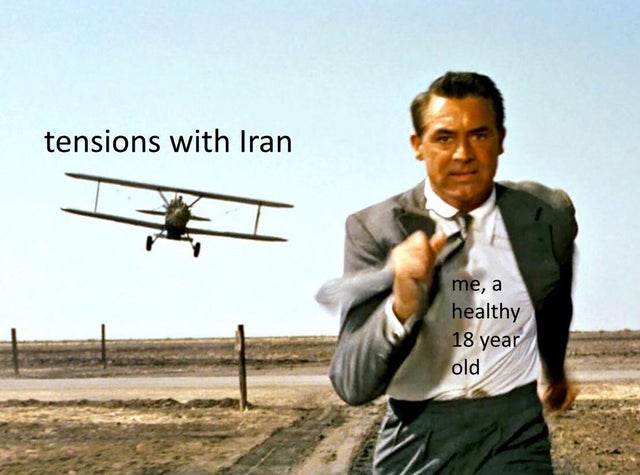 tensions with Iran
me, a
healthy
18 year
old